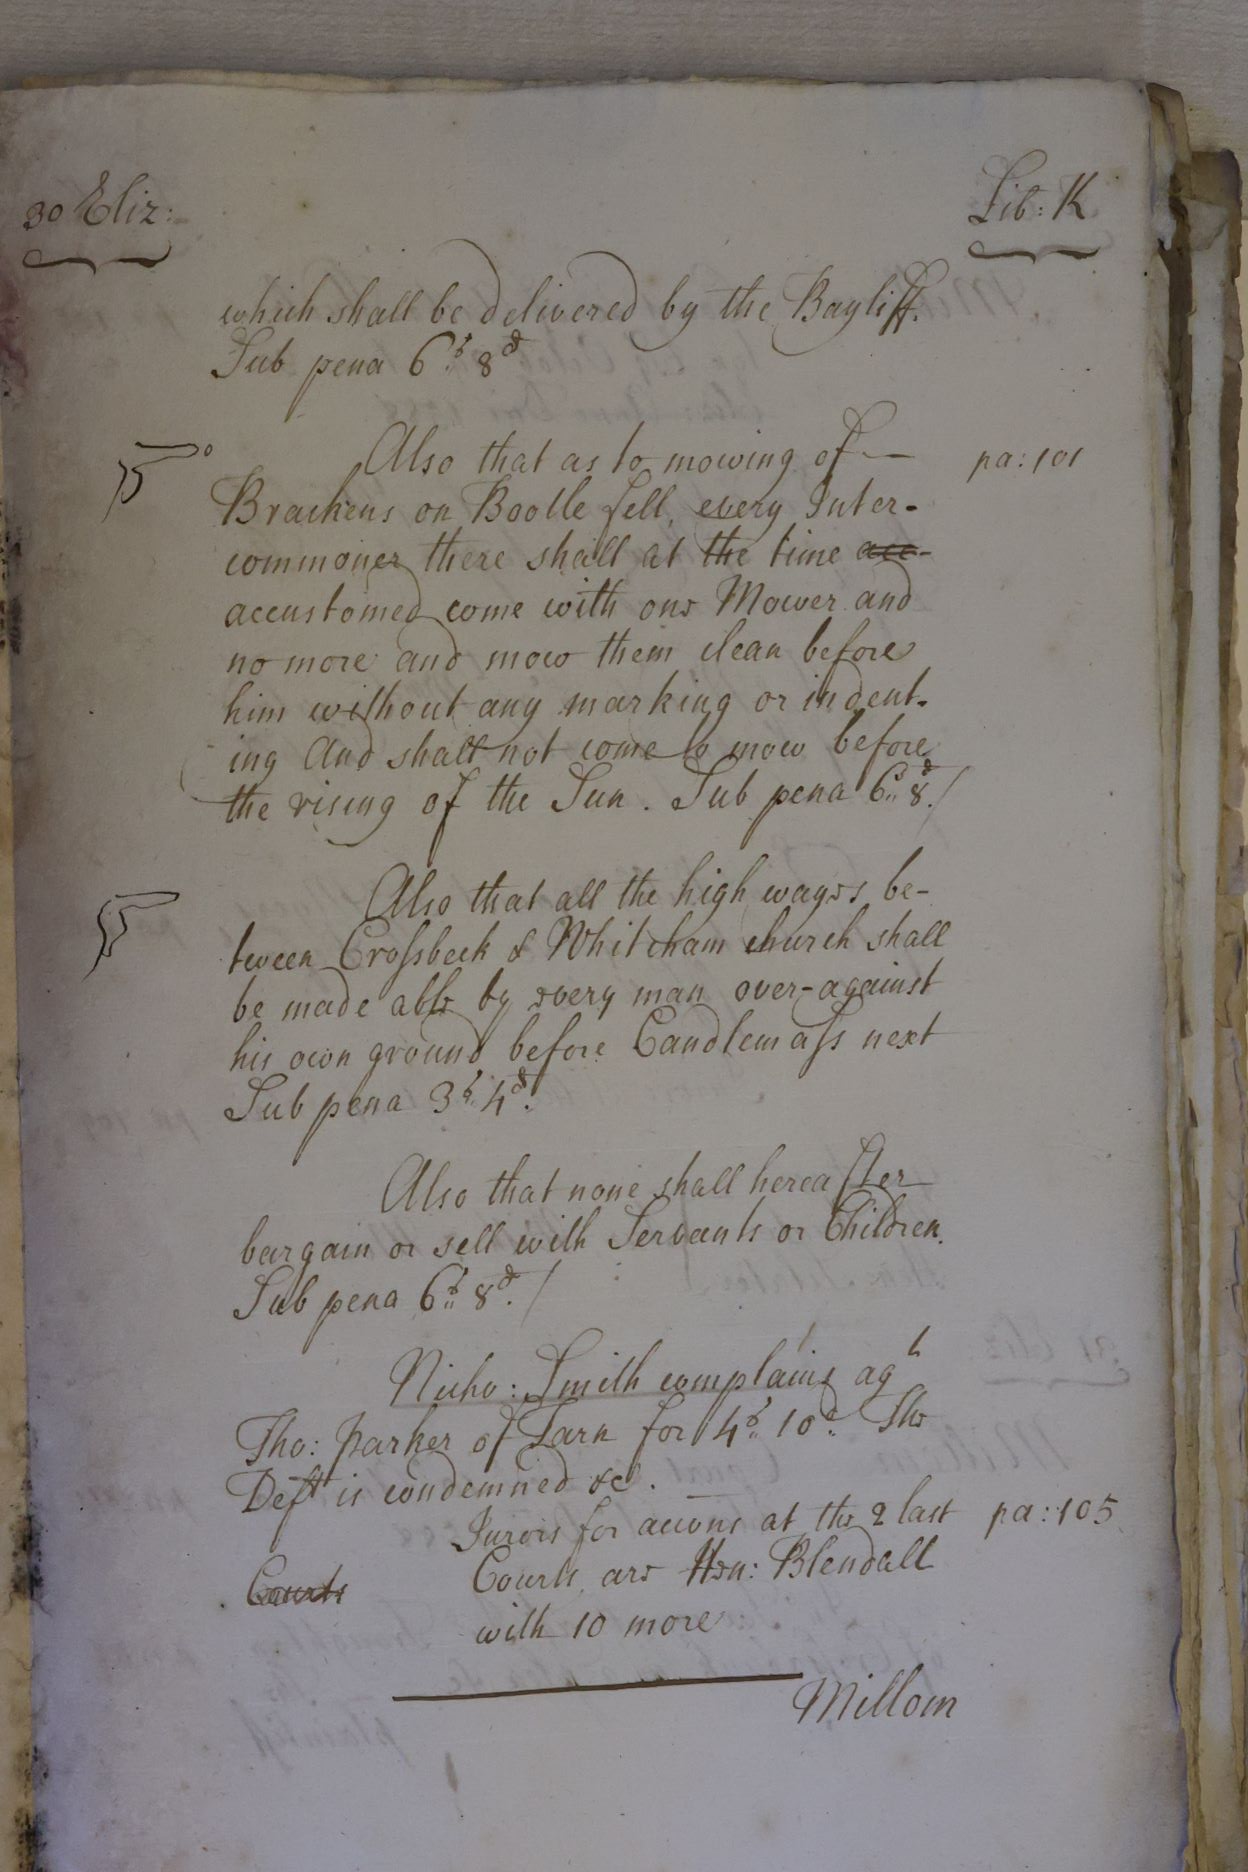 30 Eliz:
Lib: K
which shall be delivered by the Bayliff.
Sub pena 6s 8d
Also that as to mowing of — pa: 101
Brackens on Bootle fell, every Inter-
commoner there shall at the time acc-
accustomed come with one Mower and
no more and mow them clean before
him without any marking or indent-
ing And shall not come to mow before
the rising of the Sun. Sub pena 6s 8d./
Also that all the high wayes be-
tween Crossbeck & Whitcham church shall
be made able by every man over-against
his own ground before Candlemass next
Sub pena 3s 4d.
Also that none shall hereafter
bargain or sell with Servants or Children.
Sub pena 6s 8d./
Nicho: Smith complains agt
Tho: Parker of Tarn for 4s 10d. The
Deft is condemned &c.
Jurors for accons at the 2 last pa: 105
Courts Courts are Hen: Blendall
with 10 more
Millom